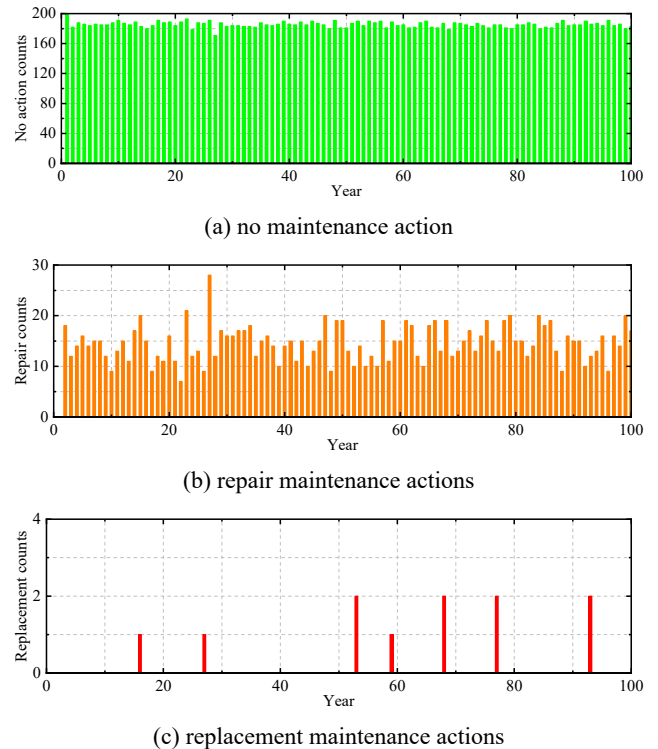 200
160
120
80
40
0
No action counts
0 20 40 60 80 100
Year
(a) no maintenance action
30
20
10
0
Repair counts
0 20 40 60 80 100
Year
(b) repair maintenance actions
4
2
0
Replacement counts
0 20 40 60 80 100
Year
(c) replacement maintenance actions